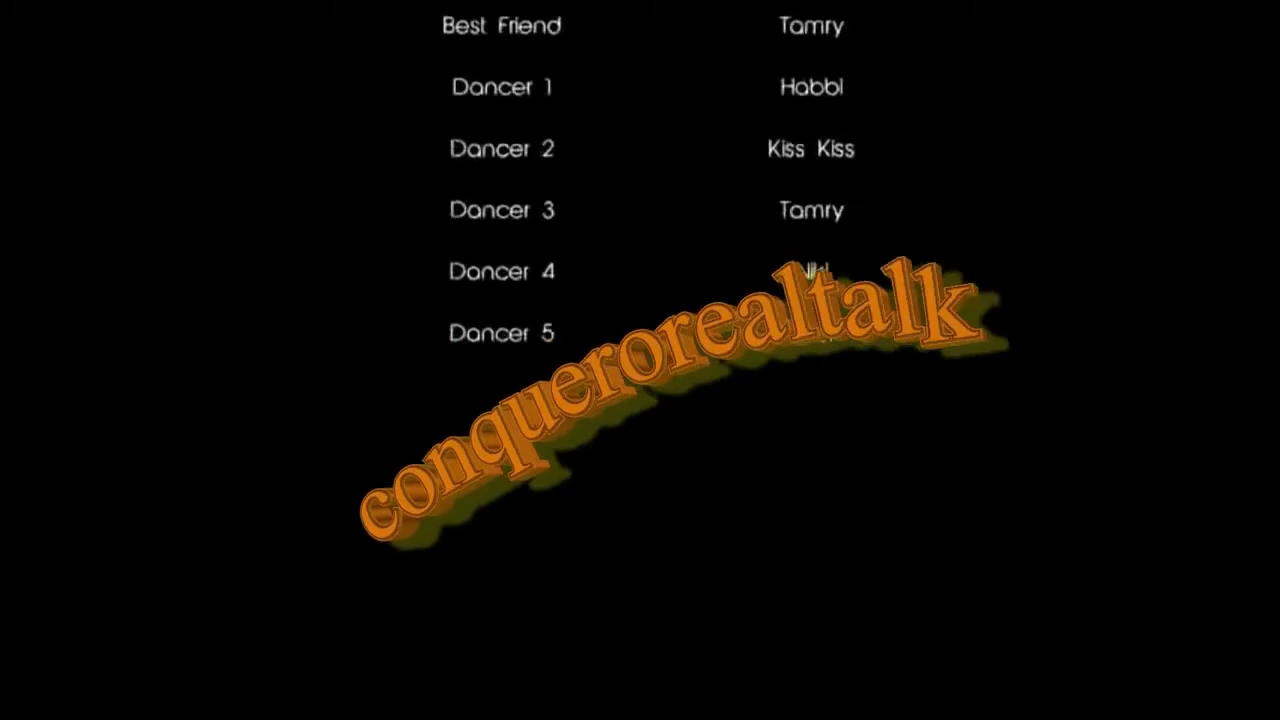 Best Friend Tamry
Dancer 1 Habbl
Dancer 2 Kiss Kiss
Dancer 3 Tamry
Dancer 4
Dancer 5
conquerorealtalk